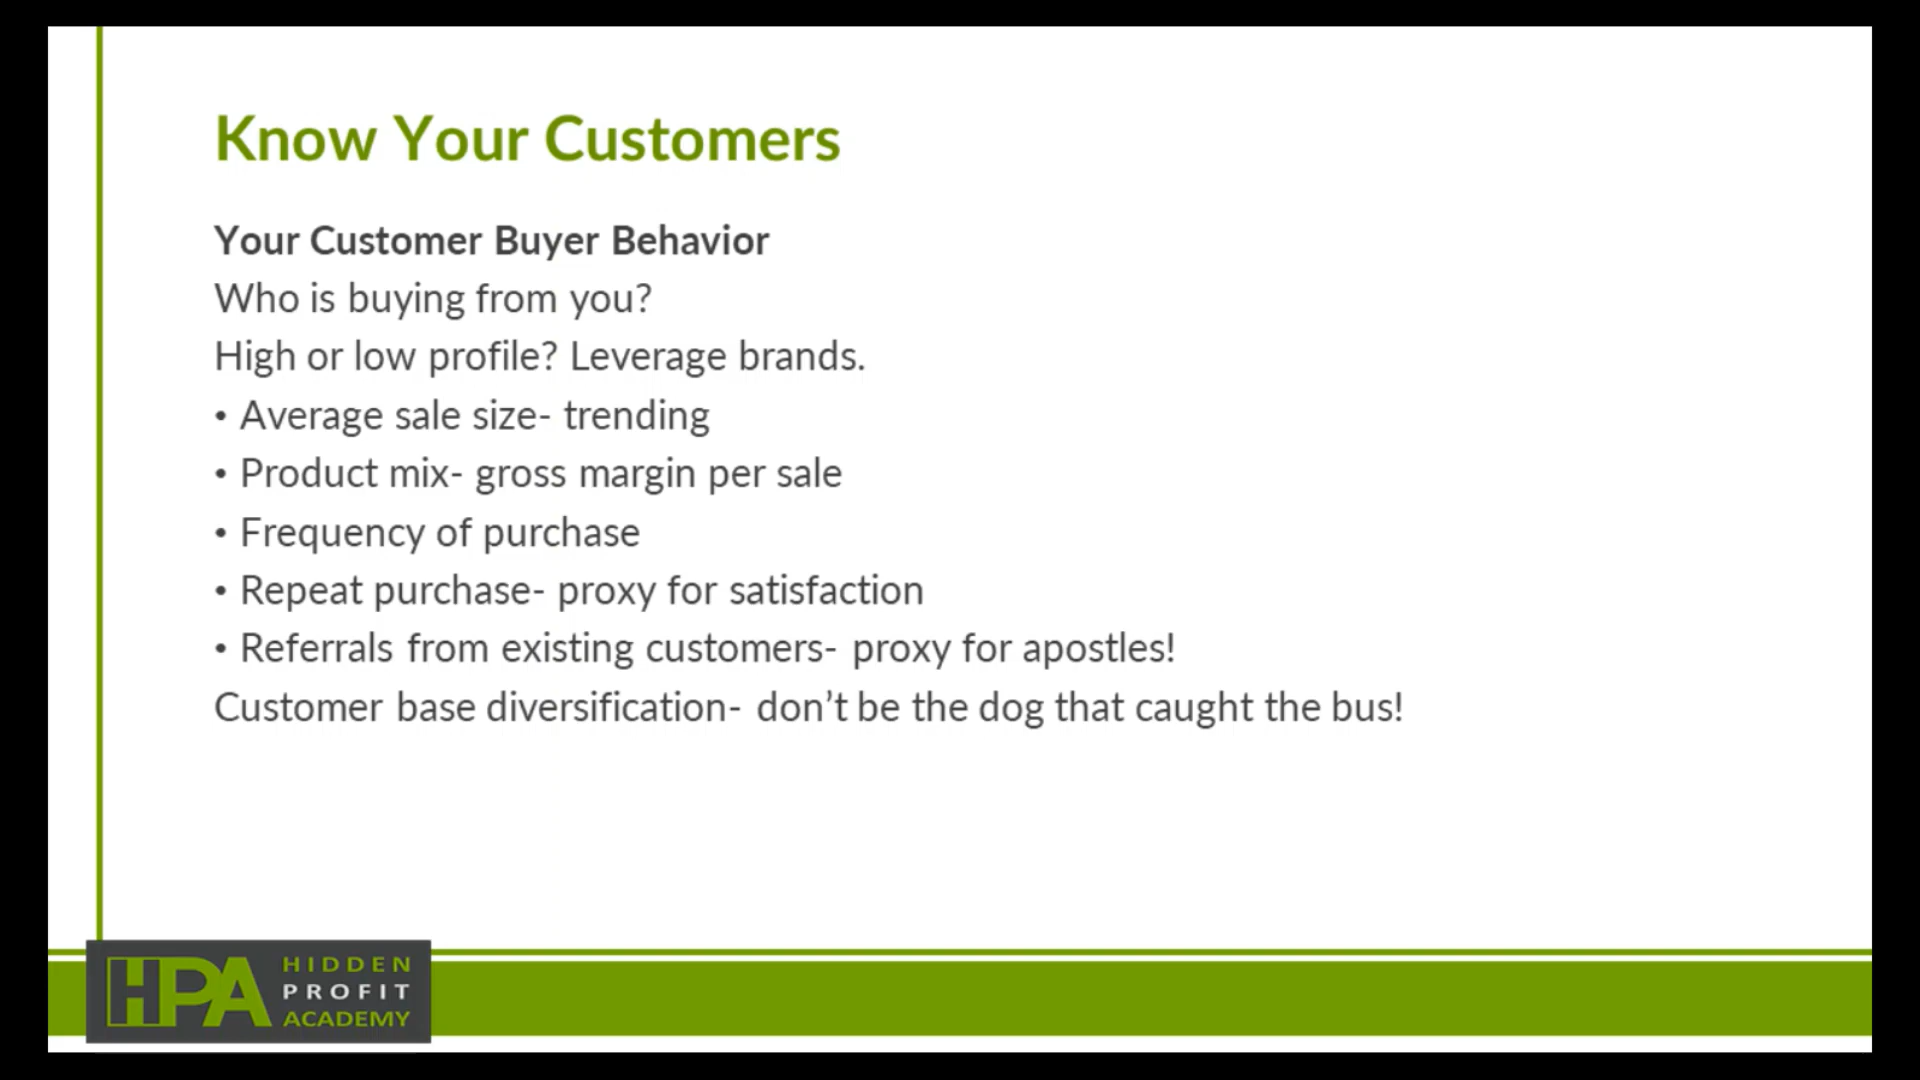 Know Your Customers
Your Customer Buyer Behavior
Who is buying from you?
High or low profile? Leverage brands.
• Average sale size- trending
• Product mix- gross margin per sale
• Frequency of purchase
• Repeat purchase- proxy for satisfaction
• Referrals from existing customers- proxy for apostles!
Customer base diversification- don’t be the dog that caught the bus!
HPA
HIDDEN
PROFIT
ACADEMY